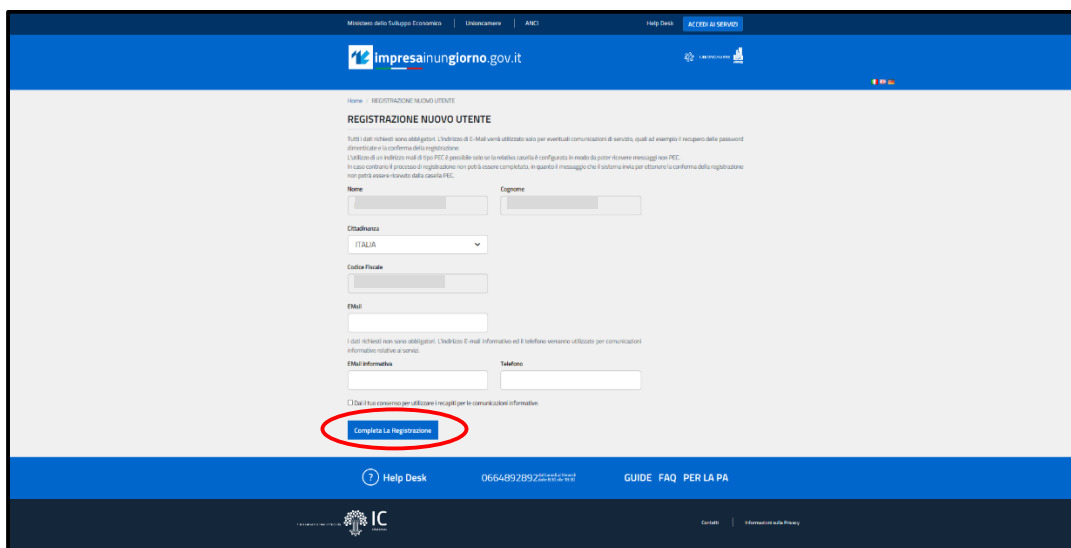 Ministero dello Sviluppo Economico | Unioncamere | ANCI Help Desk ACCEDI AI SERVIZI
impresainungiorno.gov.it
Home / REGISTRAZIONE NUOVO UTENTE
REGISTRAZIONE NUOVO UTENTE
Tutti i dati richiesti sono obbligatori. L'indirizzo di E-Mail verrà utilizzato solo per eventuali comunicazioni di servizio, quali ad esempio il recupero delle password
dimenticate e la conferma della registrazione.
L'utilizzo di un indirizzo mail di tipo PEC è possibile solo se la relativa casella è configurata in modo da poter ricevere messaggi non PEC.
In caso contrario il processo di registrazione non potrà essere completato, in quanto il messaggio che il sistema invia per ottenere la conferma della registrazione
non potrà essere ricevuto dalla casella PEC.
Nome Cognome
Cittadinanza
ITALIA
Codice Fiscale
EMail
I dati richiesti non sono obbligatori. L'indirizzo E-mail informativo ed il telefono verranno utilizzate per comunicazioni
informative relative ai servizi.
EMail informativa Telefono
Dai il tuo consenso per utilizzare i recapiti per le comunicazioni informative
Completa La Registrazione
? Help Desk 0664892892 GUIDE FAQ PER LA PA
IC Contatti | Informazioni sulla Privacy